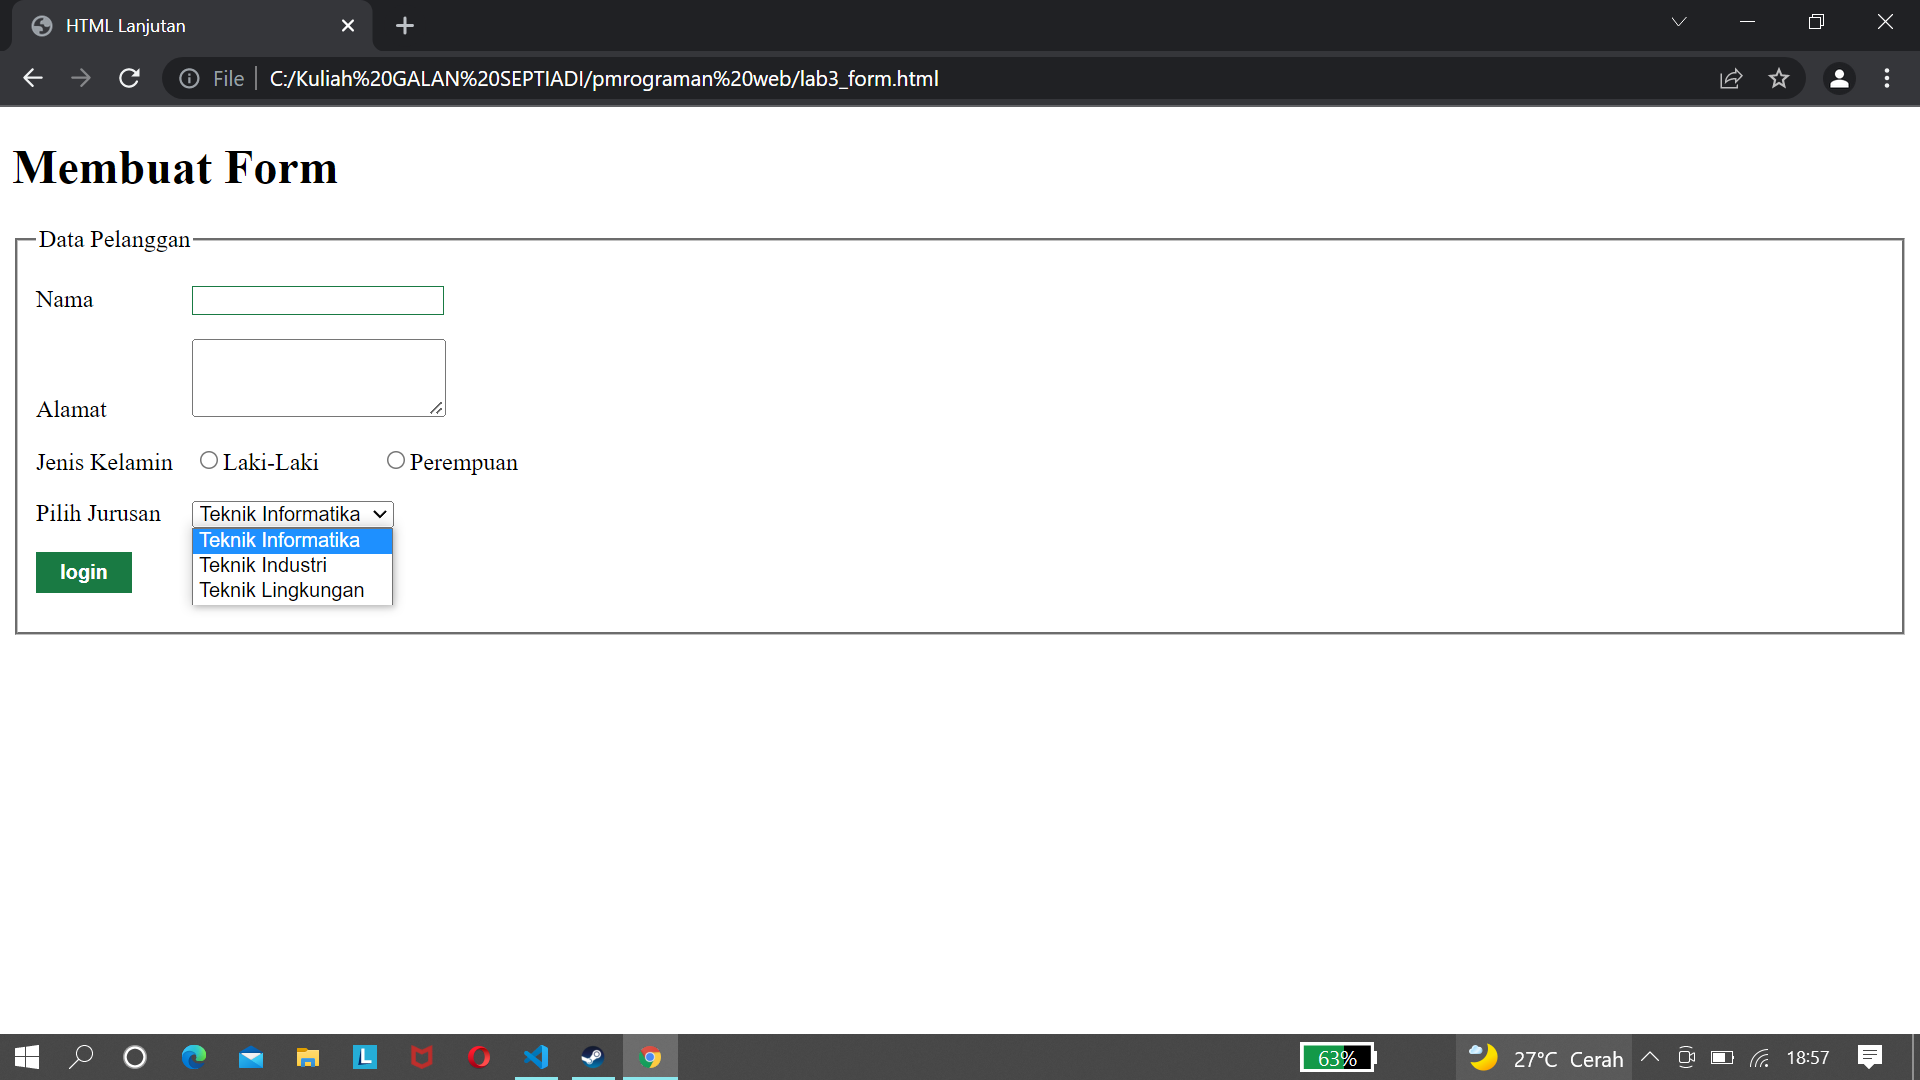 HTML Lanjutan
File C:/Kuliah%20GALAN%20SEPTIADI/pmrograman%20web/lab3_form.html
Membuat Form
Data Pelanggan
Nama
Alamat
Jenis Kelamin Laki-Laki Perempuan
Pilih Jurusan Teknik Informatika
Teknik Informatika
Teknik Industri
Teknik Lingkungan
login
L 63% 27°C Cerah 18:57